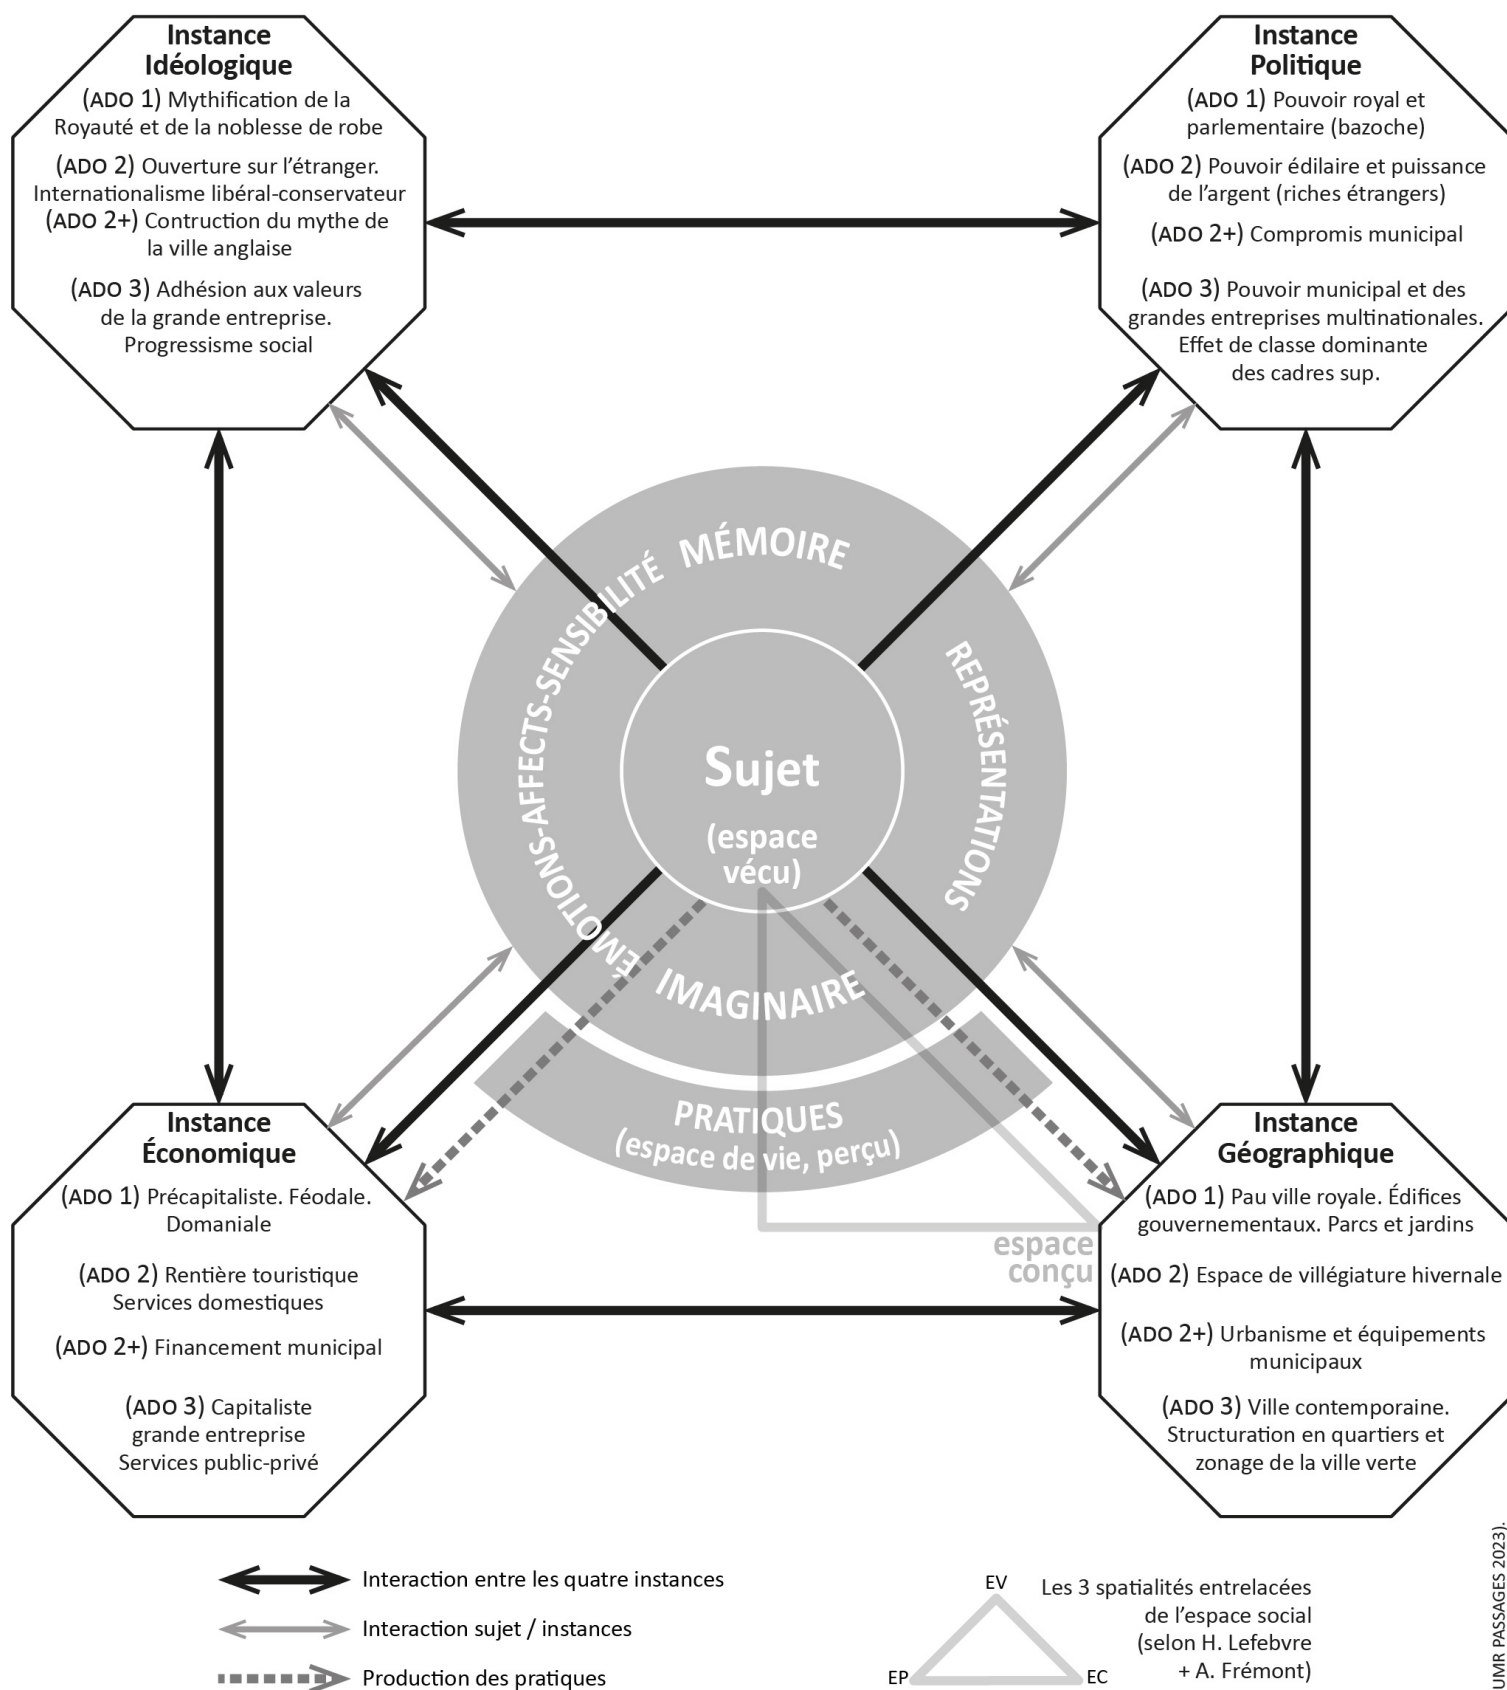 Instance
Idéologique
(ADO 1) Mythification de la
Royauté et de la noblesse de robe
(ADO 2) Ouverture sur l’étranger.
Internationalisme libéral-conservateur
(ADO 2+) Contruction du mythe de
la ville anglaise
(ADO 3) Adhésion aux valeurs
de la grande entreprise.
Progressisme social
Instance
Politique
(ADO 1) Pouvoir royal et
parlementaire (bazoche)
(ADO 2) Pouvoir édilaire et puissance
de l’argent (riches étrangers)
(ADO 2+) Compromis municipal
(ADO 3) Pouvoir municipal et des
grandes entreprises multinationales.
Effet de classe dominante
des cadres sup.
MÉMOIRE
ÉMOTIONS-AFFECTS-SENSIBILITÉ
REPRÉSENTATIONS
Sujet
(espace
vécu)
IMAGINAIRE
PRATIQUES
(espace de vie, perçu)
espace
conçu
Instance
Économique
(ADO 1) Précapitaliste. Féodale.
Domaniale
(ADO 2) Rentière touristique
Services domestiques
(ADO 2+) Financement municipal
(ADO 3) Capitaliste
grande entreprise
Services public-privé
Instance
Géographique
(ADO 1) Pau ville royale. Édifices
gouvernementaux. Parcs et jardins
(ADO 2) Espace de villégiature hivernale
(ADO 2+) Urbanisme et équipements
municipaux
(ADO 3) Ville contemporaine.
Structuration en quartiers et
zonage de la ville verte
Interaction entre les quatre instances
Interaction sujet / instances
Production des pratiques
EV
EP
EC
Les 3 spatialités entrelacées
de l’espace social
(selon H. Lefebvre
+ A. Frémont)
UMR PASSAGES 2023).